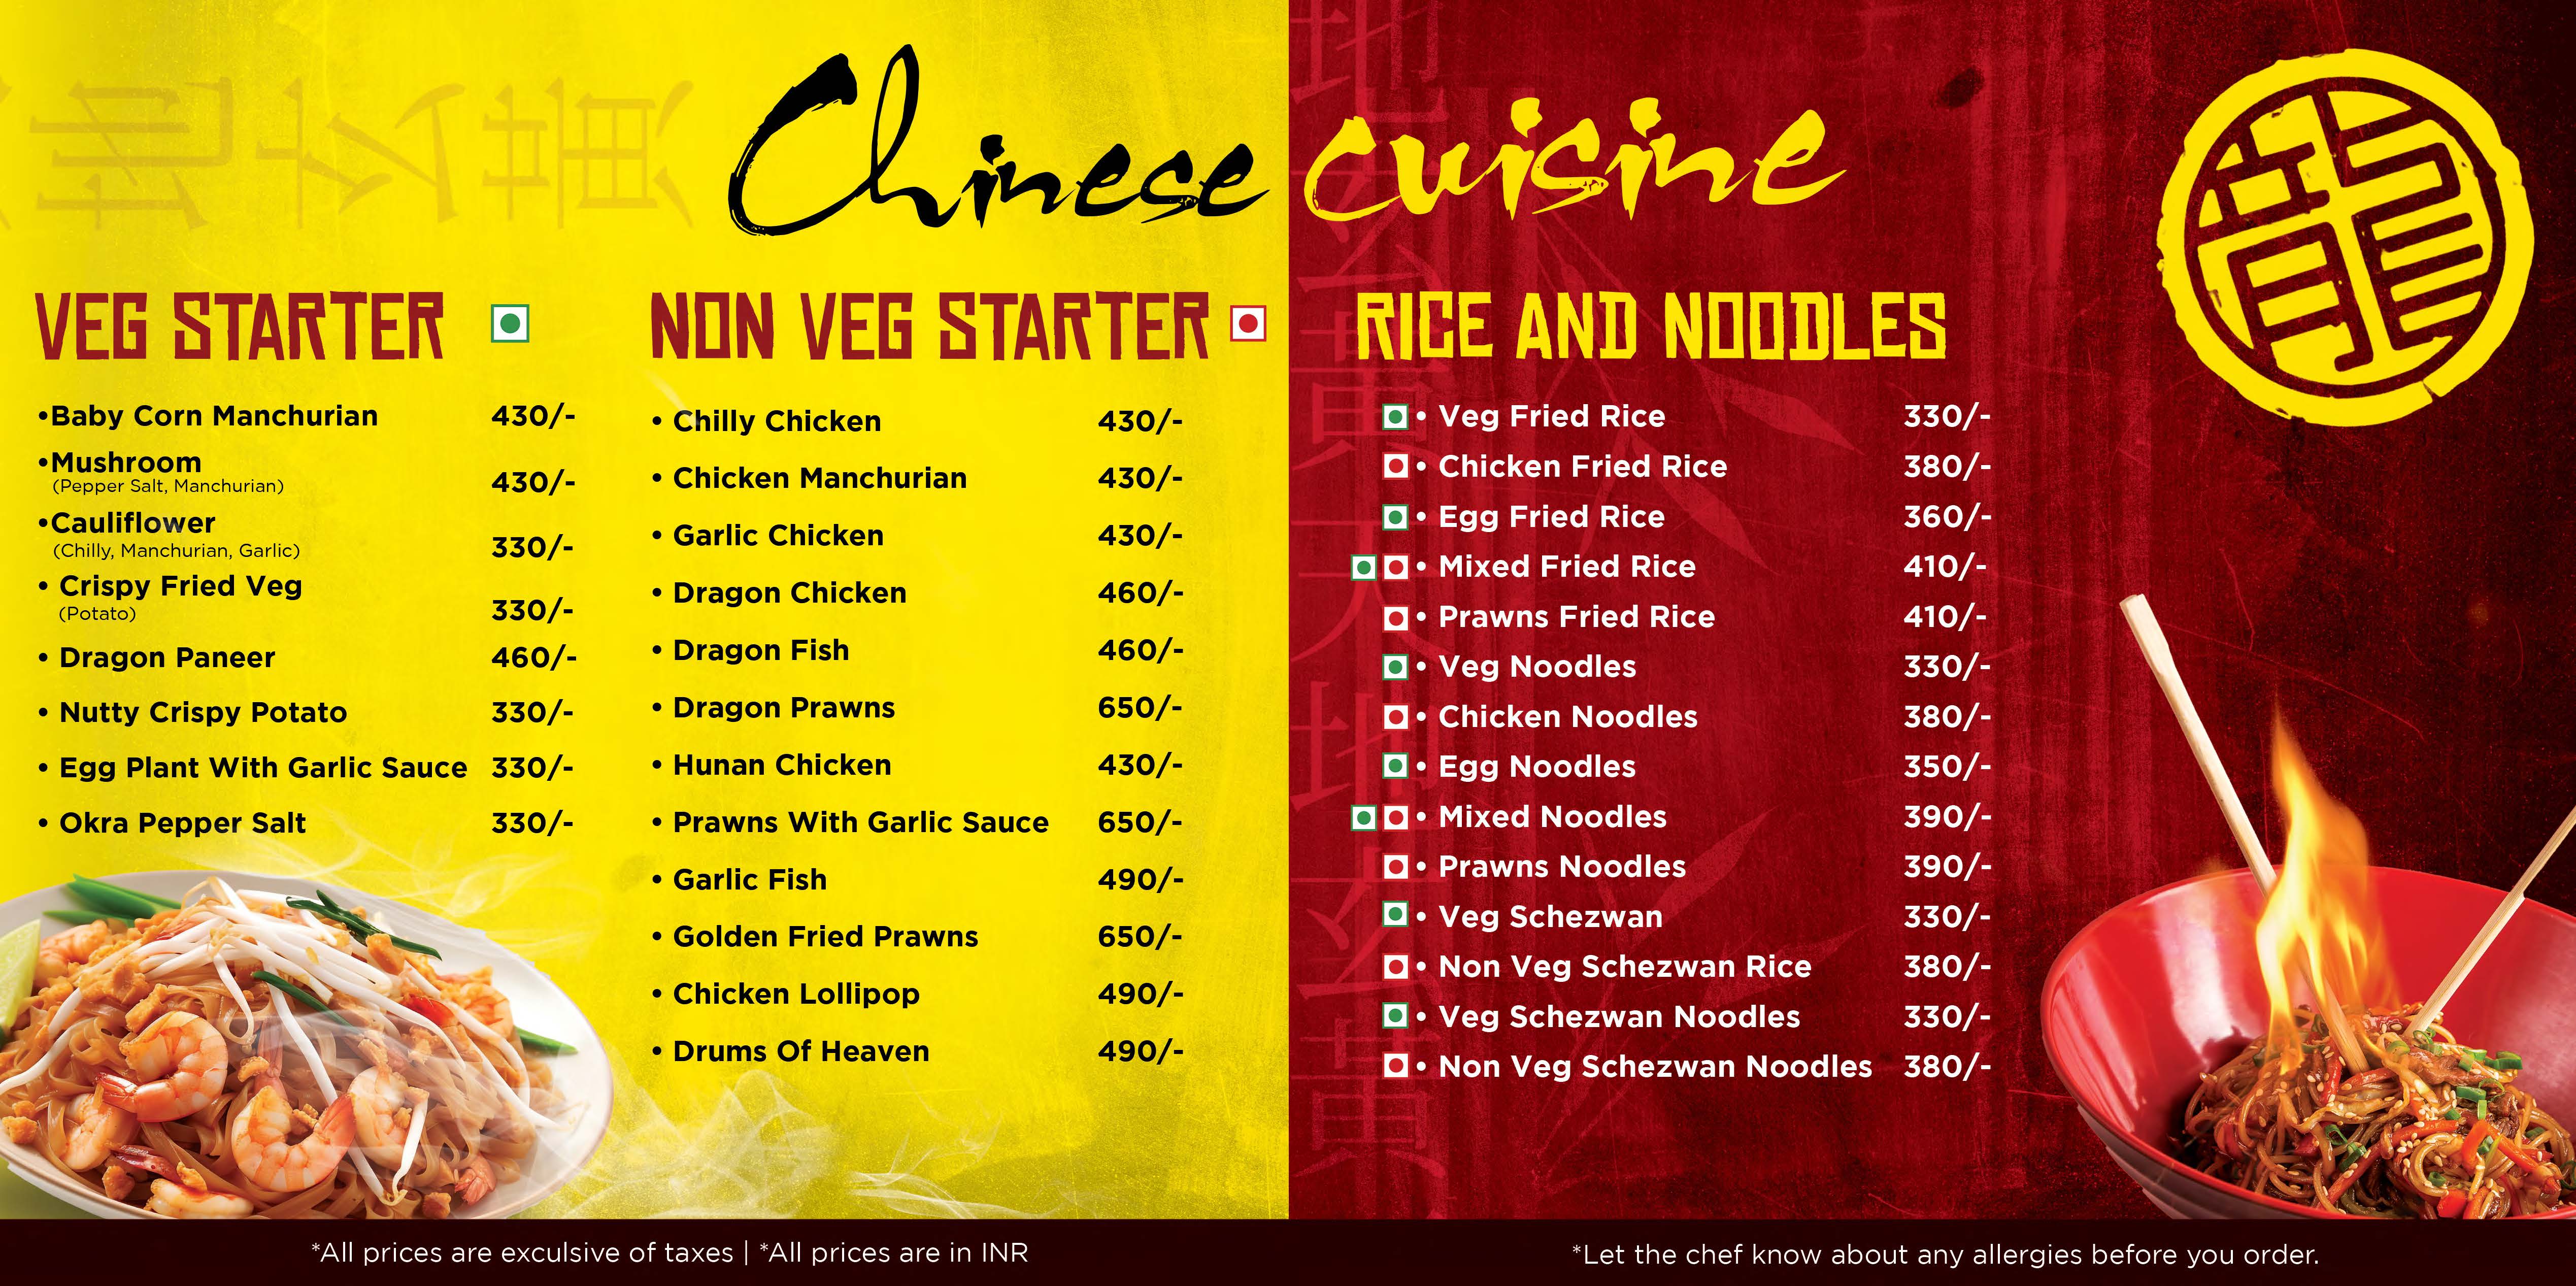 Chinese cuisine
龍
VEG STARTER
•Baby Corn Manchurian 430/-
•Mushroom
(Pepper Salt, Manchurian) 430/-
•Cauliflower
(Chilly, Manchurian, Garlic) 330/-
• Crispy Fried Veg
(Potato) 330/-
• Dragon Paneer 460/-
• Nutty Crispy Potato 330/-
• Egg Plant With Garlic Sauce 330/-
• Okra Pepper Salt 330/-
NON VEG STARTER
• Chilly Chicken 430/-
• Chicken Manchurian 430/-
• Garlic Chicken 430/-
• Dragon Chicken 460/-
• Dragon Fish 460/-
• Dragon Prawns 650/-
• Hunan Chicken 430/-
• Prawns With Garlic Sauce 650/-
• Garlic Fish 490/-
• Golden Fried Prawns 650/-
• Chicken Lollipop 490/-
• Drums Of Heaven 490/-
RICE AND NOODLES
• Veg Fried Rice 330/-
• Chicken Fried Rice 380/-
• Egg Fried Rice 360/-
• Mixed Fried Rice 410/-
• Prawns Fried Rice 410/-
• Veg Noodles 330/-
• Chicken Noodles 380/-
• Egg Noodles 350/-
• Mixed Noodles 390/-
• Prawns Noodles 390/-
• Veg Schezwan 330/-
• Non Veg Schezwan Rice 380/-
• Veg Schezwan Noodles 330/-
• Non Veg Schezwan Noodles 380/-
*All prices are exculsive of taxes | *All prices are in INR
*Let the chef know about any allergies before you order.